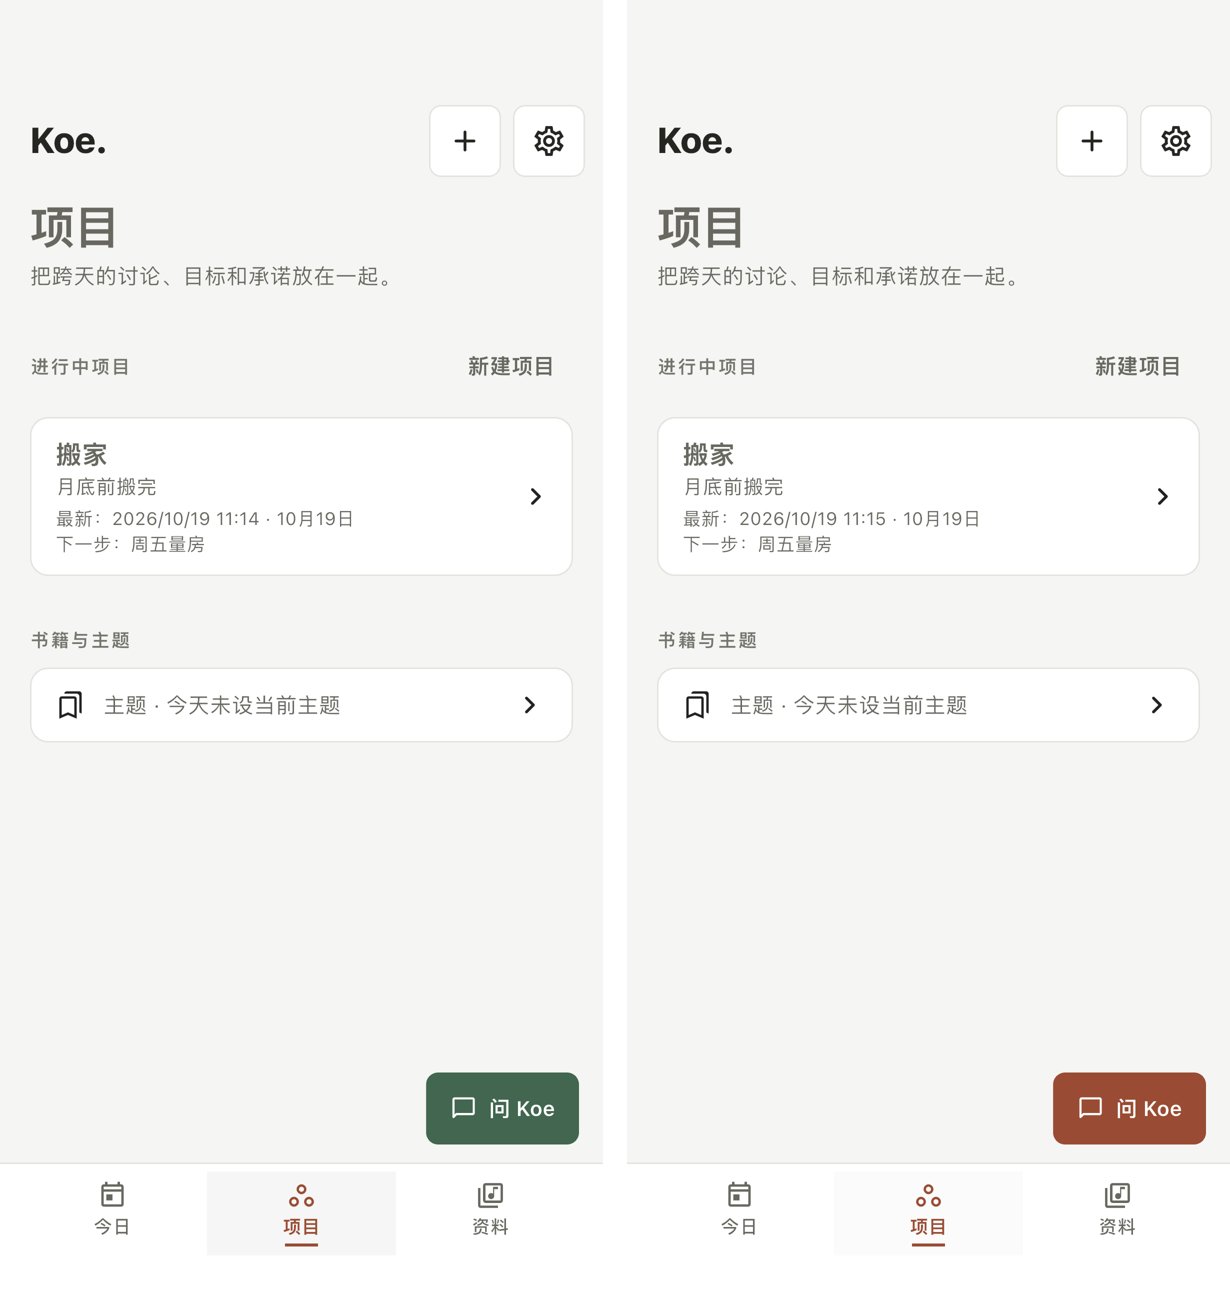 Koe.
项目
把跨天的讨论、目标和承诺放在一起。
进行中项目
新建项目
搬家
月底前搬完
最新：2026/10/19 11:14 · 10月19日
下一步：周五量房
书籍与主题
主题 · 今天未设当前主题
问 Koe
今日
项目
资料
Koe.
项目
把跨天的讨论、目标和承诺放在一起。
进行中项目
新建项目
搬家
月底前搬完
最新：2026/10/19 11:15 · 10月19日
下一步：周五量房
书籍与主题
主题 · 今天未设当前主题
问 Koe
今日
项目
资料